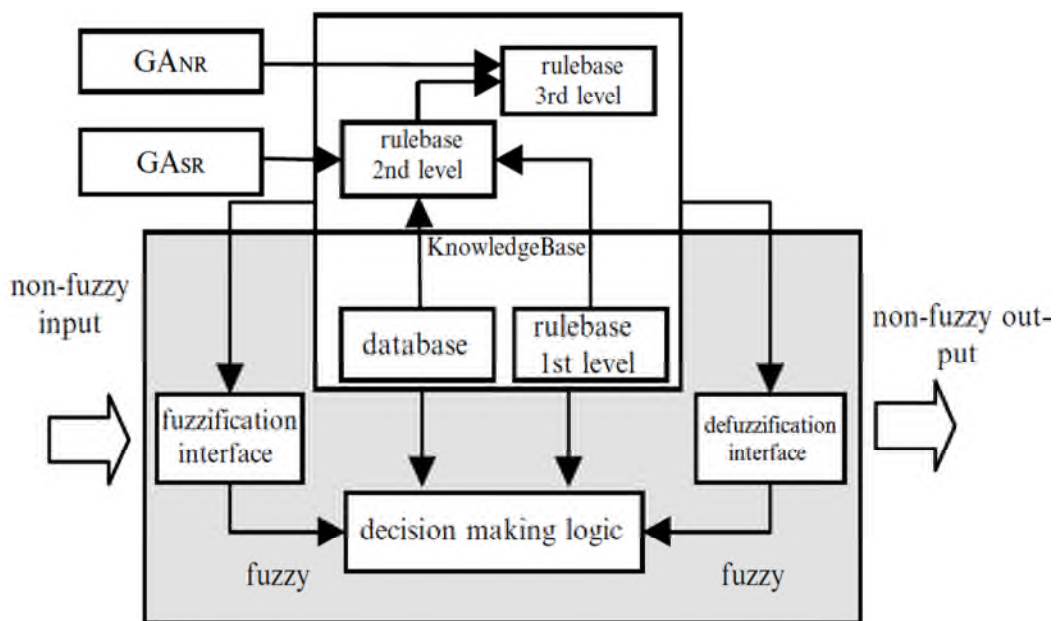 GANR
rulebase
3rd level
GASR
rulebase
2nd level
KnowledgeBase
non-fuzzy
input
database
rulebase
1st level
non-fuzzy out-
put
fuzzification
interface
defuzzification
interface
decision making logic
fuzzy
fuzzy